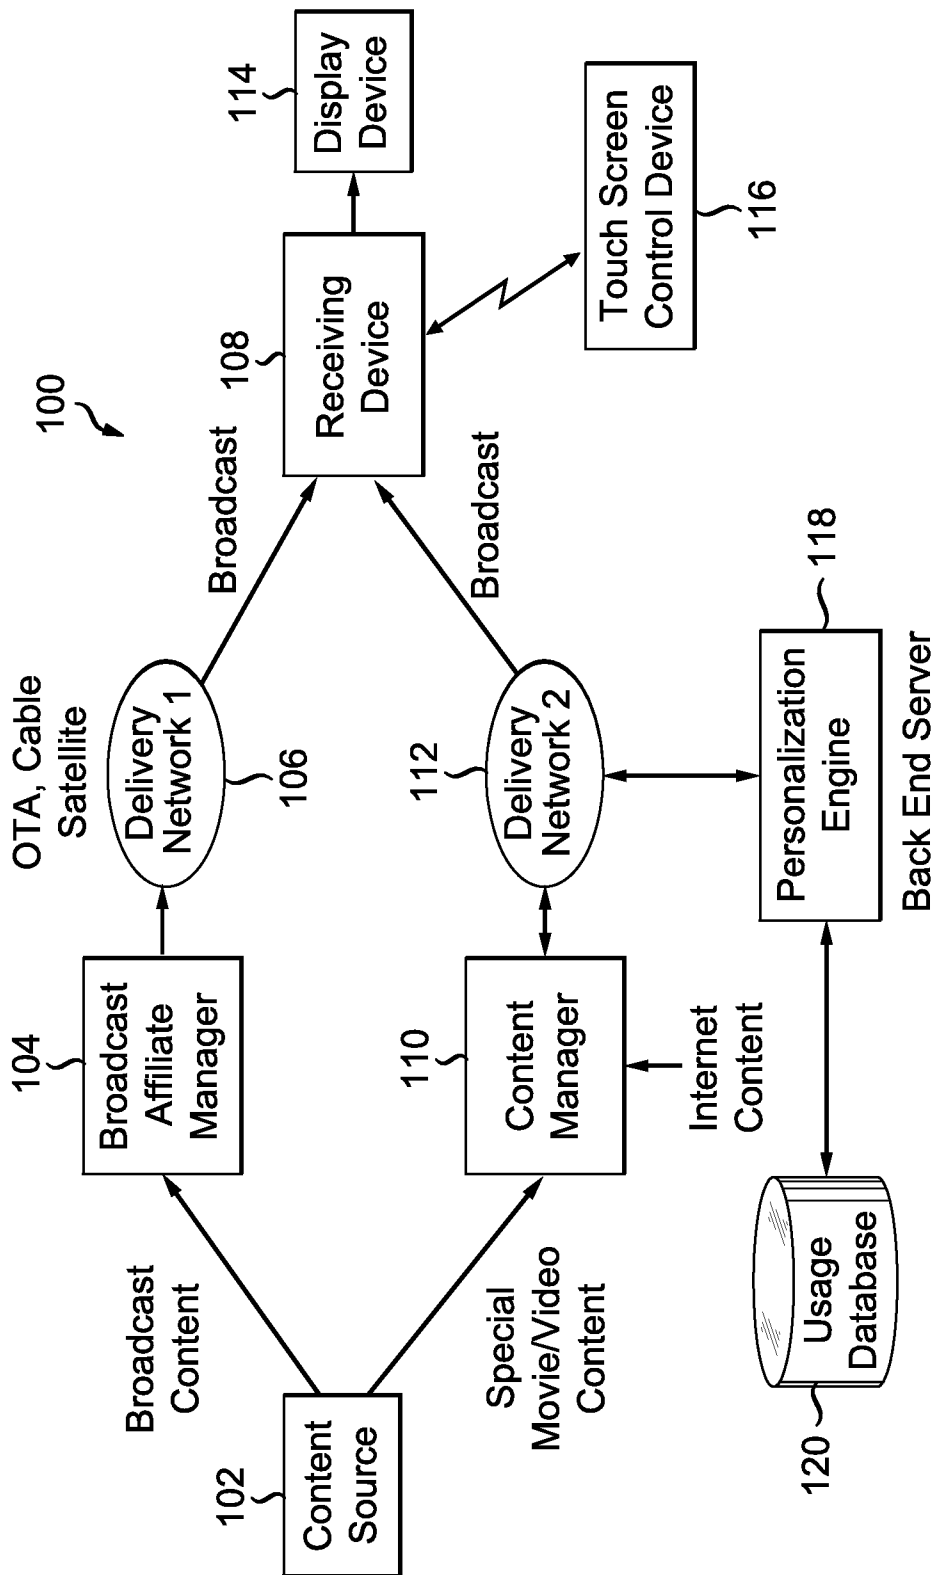 100
OTA, Cable
Satellite
104
Broadcast
Affiliate
Manager
Delivery
Network 1
106
Broadcast
108
Receiving
Device
114
Display
Device
Broadcast
Content
102
Content
Source
Special
Movie/Video
Content
110
Content
Manager
Internet
Content
112
Delivery
Network 2
Broadcast
Touch Screen
Control Device
116
120
Usage
Database
Personalization
Engine
118
Back End Server